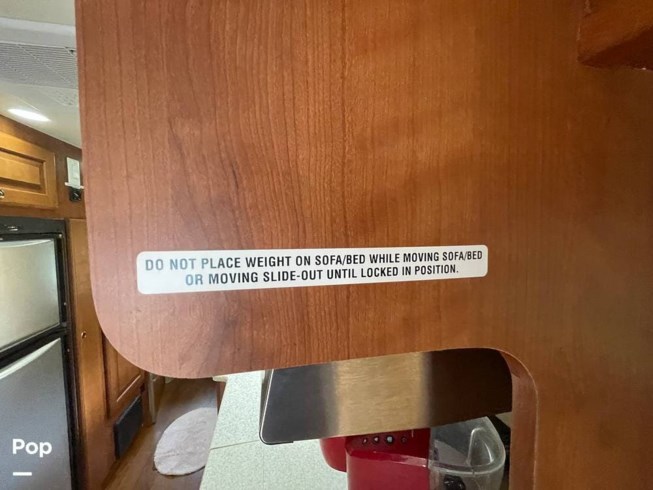 DO NOT PLACE WEIGHT ON SOFA/BED WHILE MOVING SOFA/BED
OR MOVING SLIDE-OUT UNTIL LOCKED IN POSITION.
Pop